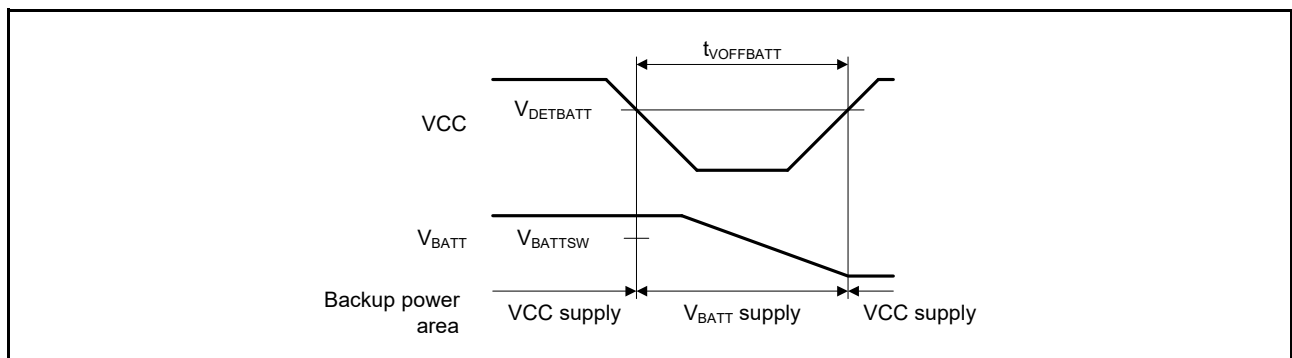 tVOFFBATT
VDETBATT
VCC
VBATT
VBATTSW
Backup power
area
VCC supply
VBATT supply
VCC supply